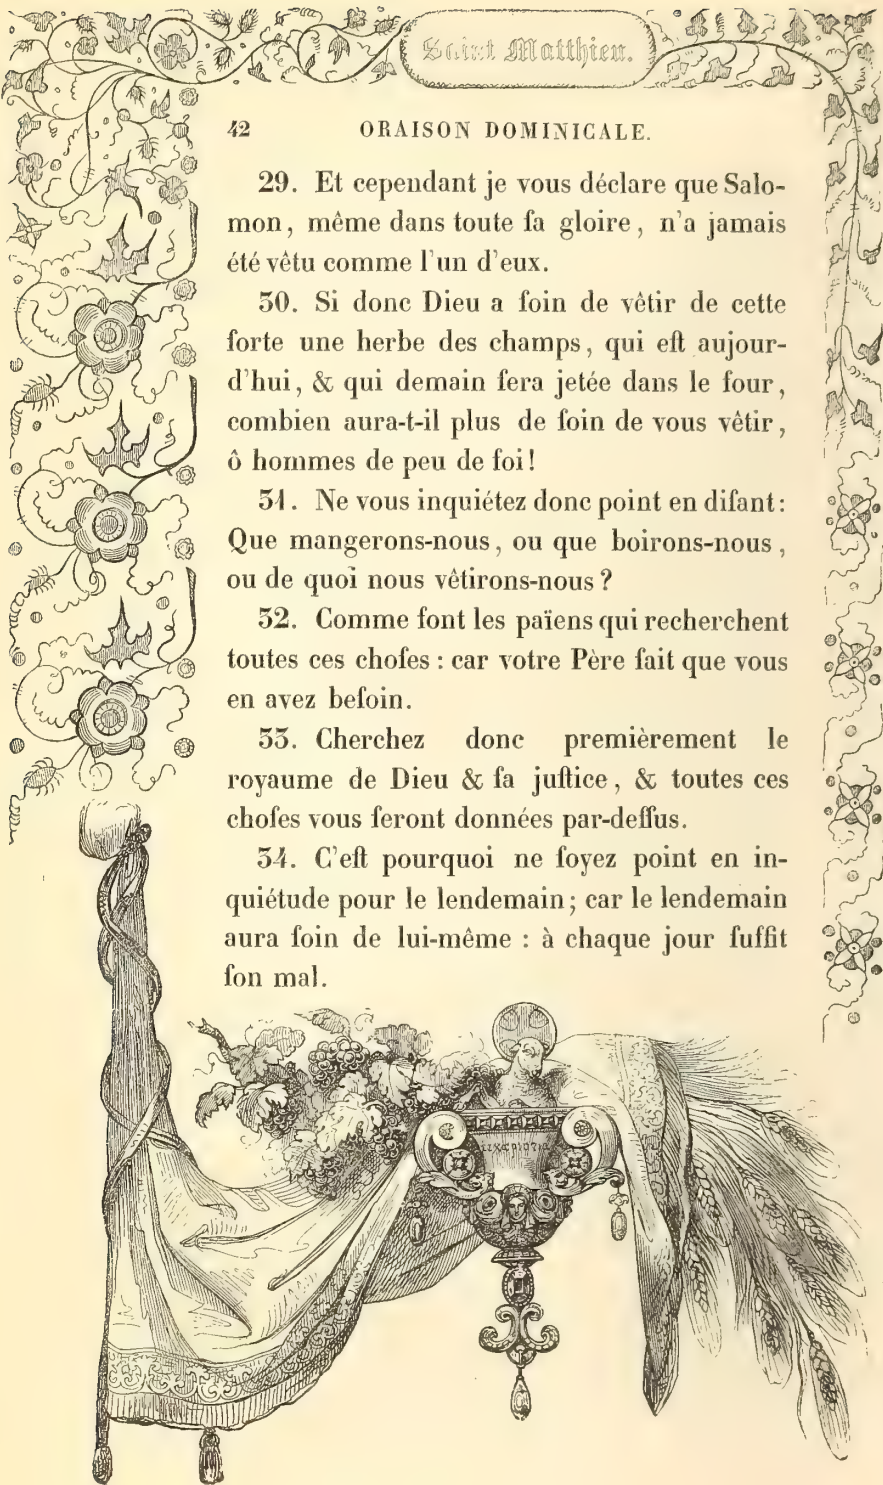 Saint Matthieu.
42 ORAISON DOMINICALE.
29. Et cependant je vous déclare que Salo-
mon, même dans toute ſa gloire, n'a jamais
été vêtu comme l'un d'eux.
30. Si donc Dieu a ſoin de vêtir de cette
ſorte une herbe des champs, qui eſt aujour-
d'hui, & qui demain ſera jetée dans le four,
combien aura-t-il plus de ſoin de vous vêtir,
ô hommes de peu de foi!
31. Ne vous inquiétez donc point en diſant:
Que mangerons-nous, ou que boirons-nous,
ou de quoi nous vêtirons-nous?
32. Comme font les païens qui recherchent
toutes ces choſes : car votre Père ſait que vous
en avez beſoin.
33. Cherchez donc premièrement le
royaume de Dieu & ſa juſtice, & toutes ces
choſes vous ſeront données par-deſſus.
34. C'eſt pourquoi ne ſoyez point en in-
quiétude pour le lendemain; car le lendemain
aura ſoin de lui-même : à chaque jour ſuffit
ſon mal.